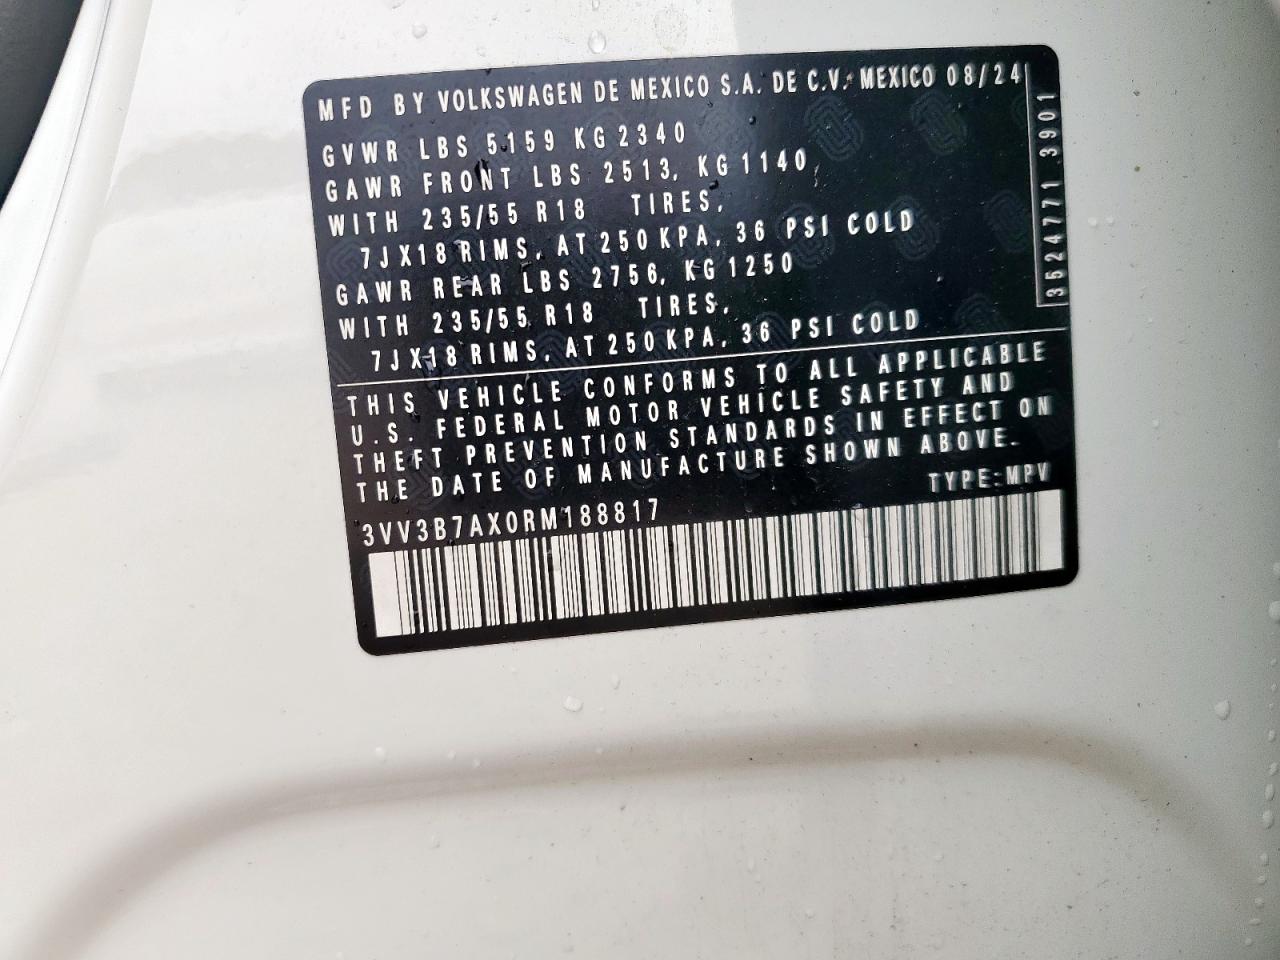 MFD BY VOLKSWAGEN DE MEXICO S.A. DE C.V. MEXICO 08/24
GVWR LBS 5159 KG 2340
GAWR FRONT LBS 2513, KG 1140
WITH 235/55 R18 TIRES,
7JX18 RIMS, AT 250 KPA, 36 PSI COLD
GAWR REAR LBS 2756, KG 1250
WITH 235/55 R18 TIRES,
7JX18 RIMS, AT 250 KPA, 36 PSI COLD
3524771 3901
THIS VEHICLE CONFORMS TO ALL APPLICABLE
U.S. FEDERAL MOTOR VEHICLE SAFETY AND
THEFT PREVENTION STANDARDS IN EFFECT ON
THE DATE OF MANUFACTURE SHOWN ABOVE.
TYPE: MPV
3VV3B7AX0RM188817